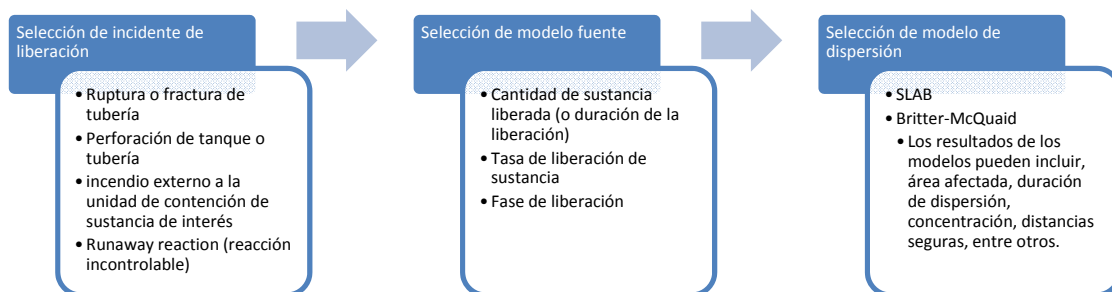 Selección de incidente de
liberación
• Ruptura o fractura de
tubería
• Perforación de tanque o
tubería
• incendio externo a la
unidad de contención de
sustancia de interés
• Runaway reaction (reacción
incontrolable)
Selección de modelo fuente
• Cantidad de sustancia
liberada (o duración de la
liberación)
• Tasa de liberación de
sustancia
• Fase de liberación
Selección de modelo de
dispersión
• SLAB
• Britter-McQuaid
• Los resultados de los
modelos pueden incluir,
área afectada, duración
de dispersión,
concentración, distancias
seguras, entre otros.